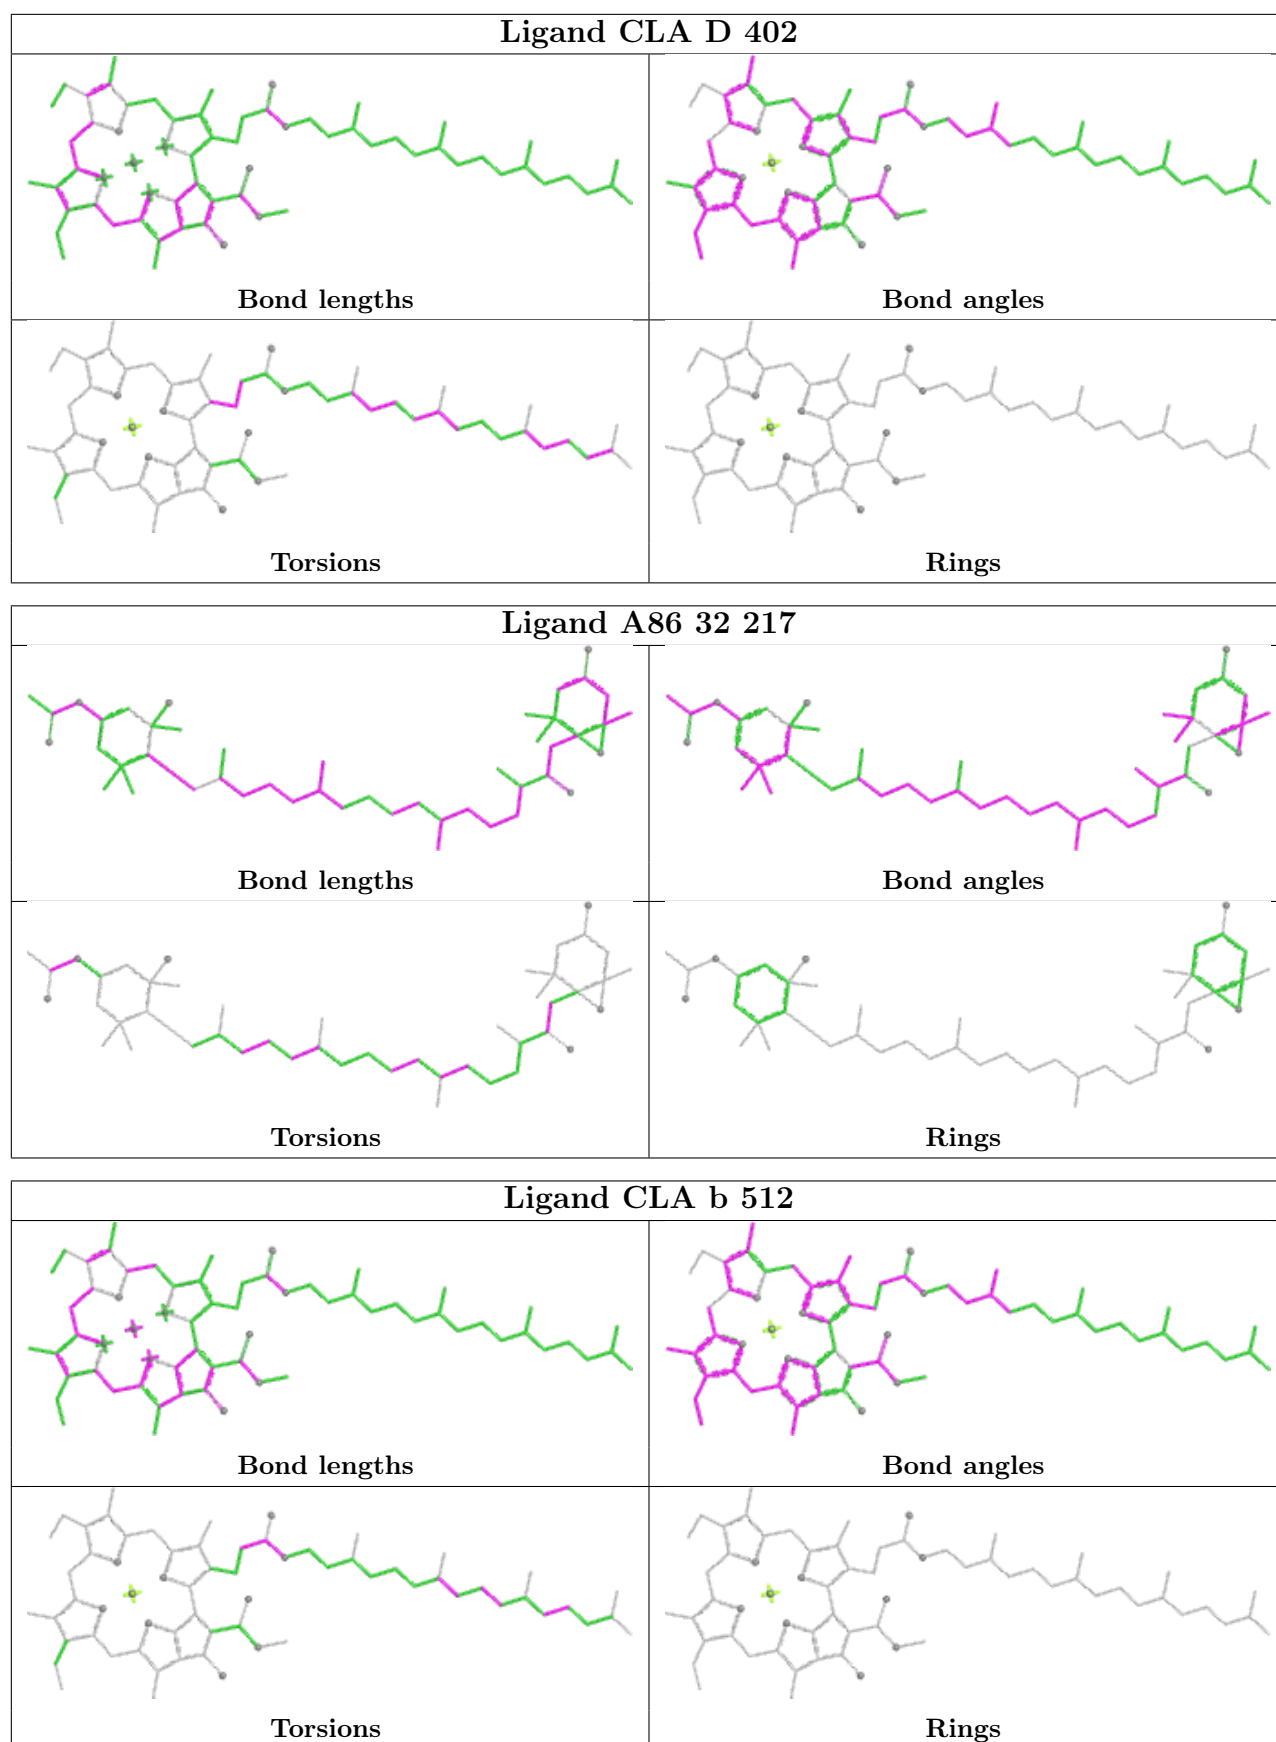 Ligand CLA D 402
Bond lengths
Bond angles
Torsions
Rings
Ligand A86 32 217
Bond lengths
Bond angles
Torsions
Rings
Ligand CLA b 512
Bond lengths
Bond angles
Torsions
Rings